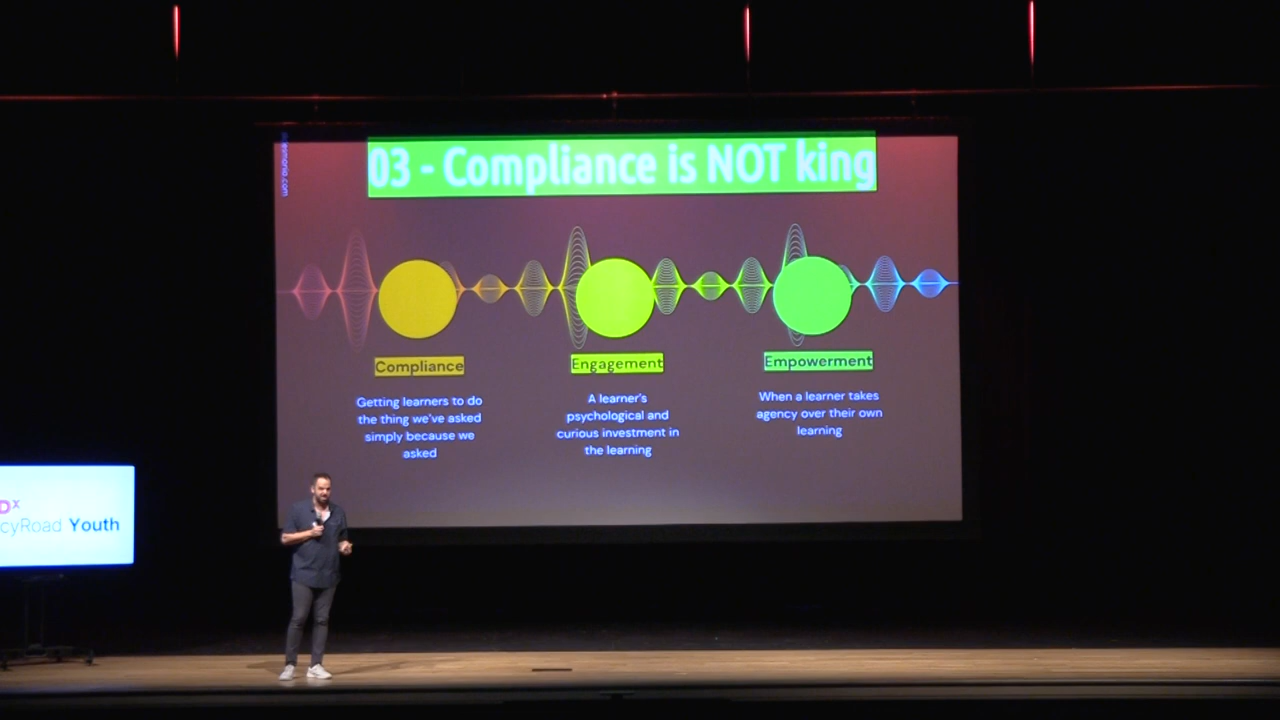 03 - Compliance is NOT king
Compliance
Getting learners to do
the thing we've asked
simply because we
asked
Engagement
A learner's
psychological and
curious investment in
the learning
Empowerment
When a learner takes
agency over their own
learning
Dx
cyRoad Youth